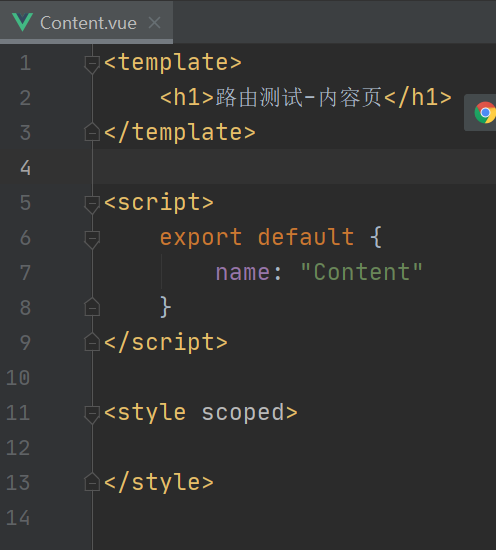 Content.vue
1 <template>
2 <h1>路由测试-内容页</h1>
3 </template>
4
5 <script>
6 export default {
7 name: "Content"
8 }
9 </script>
10
11 <style scoped>
12
13 </style>
14